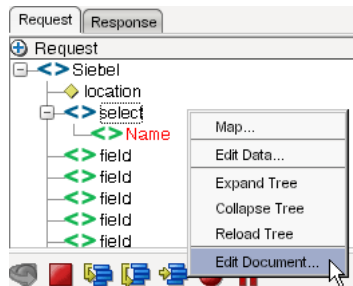 Request
Response
Request
Siebel
location
select
Name
field
field
field
field
field
Map...
Edit Data...
Expand Tree
Collapse Tree
Reload Tree
Edit Document...